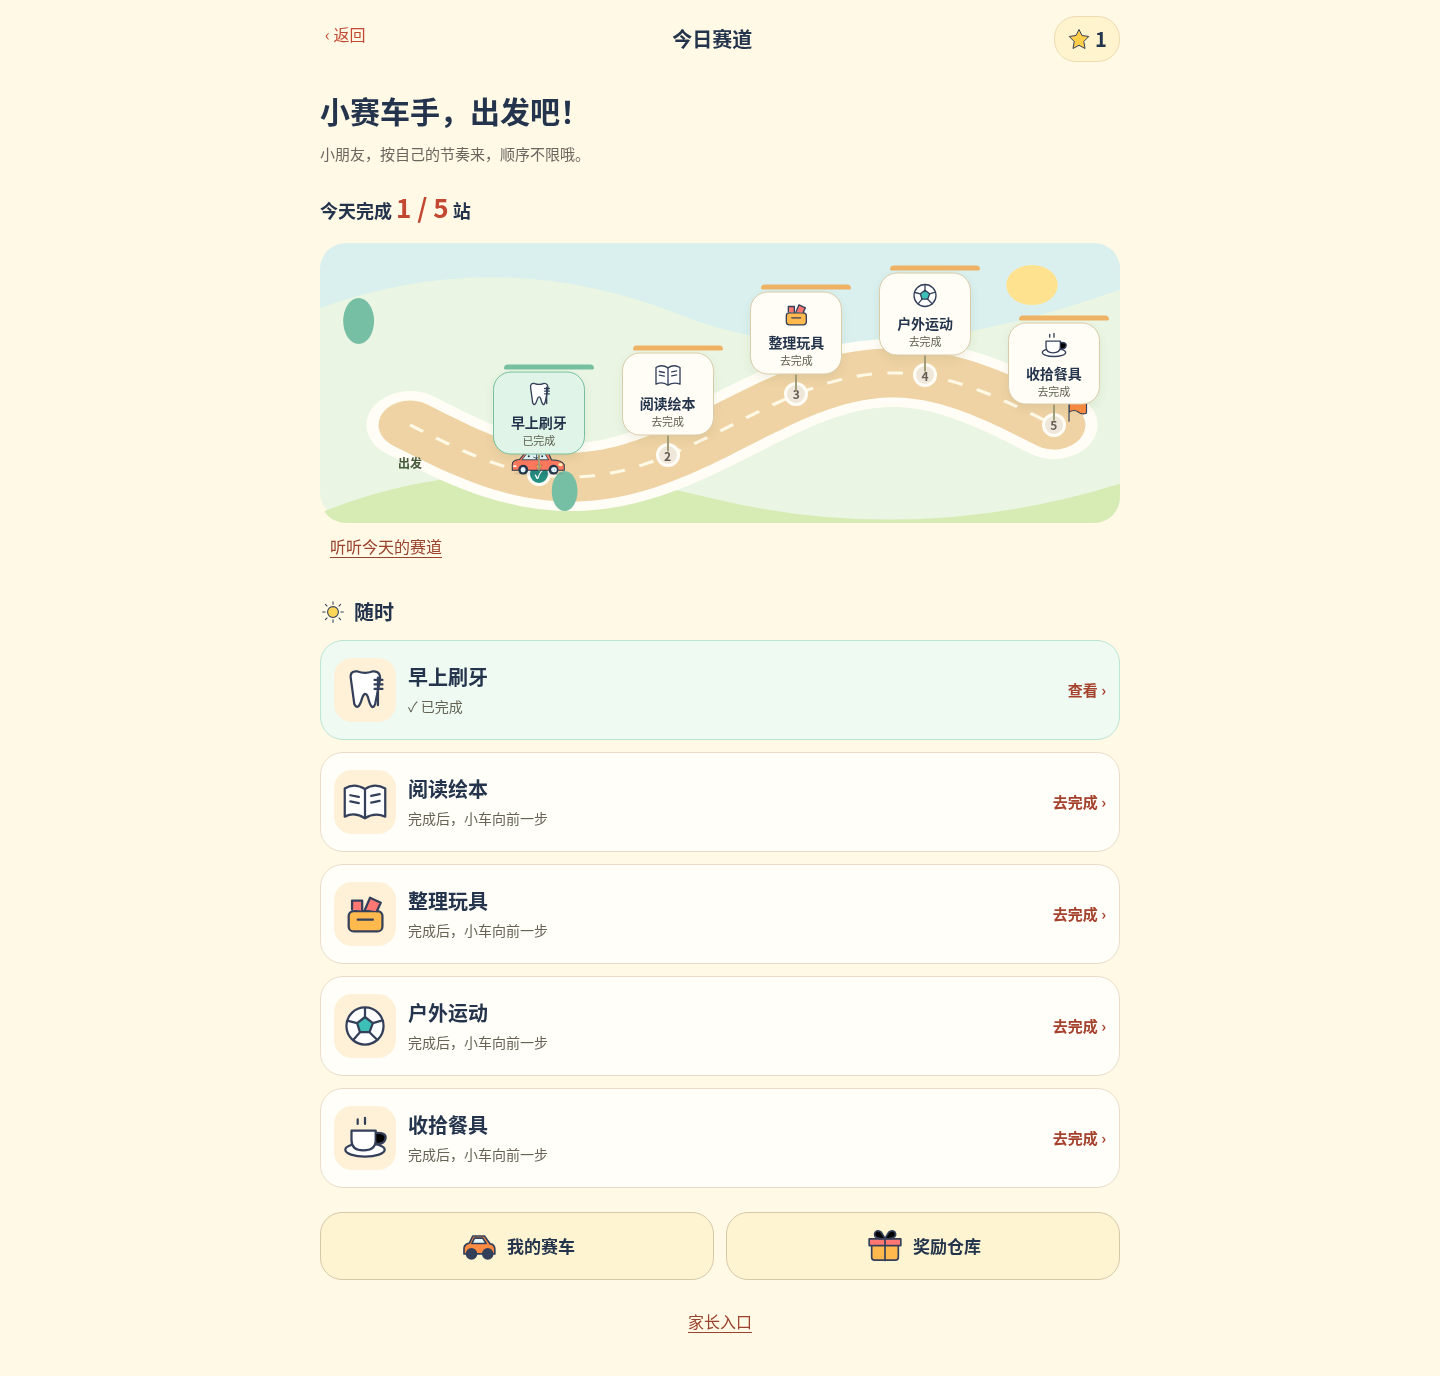 ‹ 返回
今日赛道
1
小赛车手，出发吧！
小朋友，按自己的节奏来，顺序不限哦。
今天完成 1 / 5 站
早上刷牙
已完成
✓
阅读绘本
去完成
2
整理玩具
去完成
3
户外运动
去完成
4
收拾餐具
去完成
5
出发
听听今天的赛道
随时
早上刷牙
✓ 已完成
查看 ›
阅读绘本
完成后，小车向前一步
去完成 ›
整理玩具
完成后，小车向前一步
去完成 ›
户外运动
完成后，小车向前一步
去完成 ›
收拾餐具
完成后，小车向前一步
去完成 ›
我的赛车
奖励仓库
家长入口